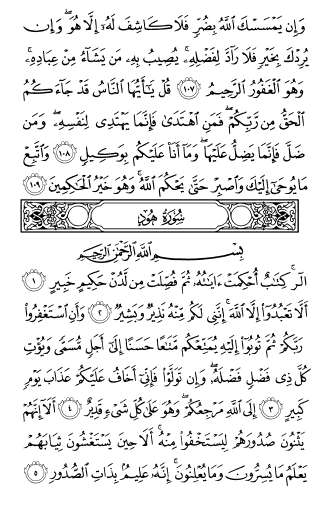 وَإِن يَمْسَسْكَ ٱللَّهُ بِضُرٍّ فَلَا كَاشِفَ لَهُۥٓ إِلَّا هُوَ ۖ وَإِن
يُرِدْكَ بِخَيْرٍ فَلَا رَآدَّ لِفَضْلِهِۦ ۚ يُصِيبُ بِهِۦ مَن يَشَآءُ مِنْ عِبَادِهِۦ ۚ
وَهُوَ ٱلْغَفُورُ ٱلرَّحِيمُ ١٠٧ قُلْ يَٰٓأَيُّهَا ٱلنَّاسُ قَدْ جَآءَكُمُ
ٱلْحَقُّ مِن رَّبِّكُمْ ۖ فَمَنِ ٱهْتَدَىٰ فَإِنَّمَا يَهْتَدِى لِنَفْسِهِۦ ۖ وَمَن
ضَلَّ فَإِنَّمَا يَضِلُّ عَلَيْهَا ۖ وَمَآ أَنَا۠ عَلَيْكُم بِوَكِيلٍ ١٠٨ وَٱتَّبِعْ
مَا يُوحَىٰٓ إِلَيْكَ وَٱصْبِرْ حَتَّىٰ يَحْكُمَ ٱللَّهُ ۚ وَهُوَ خَيْرُ ٱلْحَٰكِمِينَ ١٠٩
سُورَةُ هُودٍ
بِسْمِ ٱللَّهِ ٱلرَّحْمَٰنِ ٱلرَّحِيمِ
الٓر ۚ كِتَٰبٌ أُحْكِمَتْ ءَايَٰتُهُۥ ثُمَّ فُصِّلَتْ مِن لَّدُنْ حَكِيمٍ خَبِيرٍ ١
أَلَّا تَعْبُدُوٓا۟ إِلَّا ٱللَّهَ ۚ إِنَّنِى لَكُم مِّنْهُ نَذِيرٌ وَبَشِيرٌ ٢ وَأَنِ ٱسْتَغْفِرُوا۟
رَبَّكُمْ ثُمَّ تُوبُوٓا۟ إِلَيْهِ يُمَتِّعْكُم مَّتَٰعًا حَسَنًا إِلَىٰٓ أَجَلٍ مُّسَمًّى وَيُؤْتِ
كُلَّ ذِى فَضْلٍ فَضْلَهُۥ ۖ وَإِن تَوَلَّوْا۟ فَإِنِّىٓ أَخَافُ عَلَيْكُمْ عَذَابَ يَوْمٍ
كَبِيرٍ ٣ إِلَى ٱللَّهِ مَرْجِعُكُمْ ۖ وَهُوَ عَلَىٰ كُلِّ شَىْءٍ قَدِيرٌ ٤ أَلَآ إِنَّهُمْ
يَثْنُونَ صُدُورَهُمْ لِيَسْتَخْفُوا۟ مِنْهُ ۚ أَلَا حِينَ يَسْتَغْشُونَ ثِيَابَهُمْ
يَعْلَمُ مَا يُسِرُّونَ وَمَا يُعْلِنُونَ ۚ إِنَّهُۥ عَلِيمٌۢ بِذَاتِ ٱلصُّدُورِ ٥